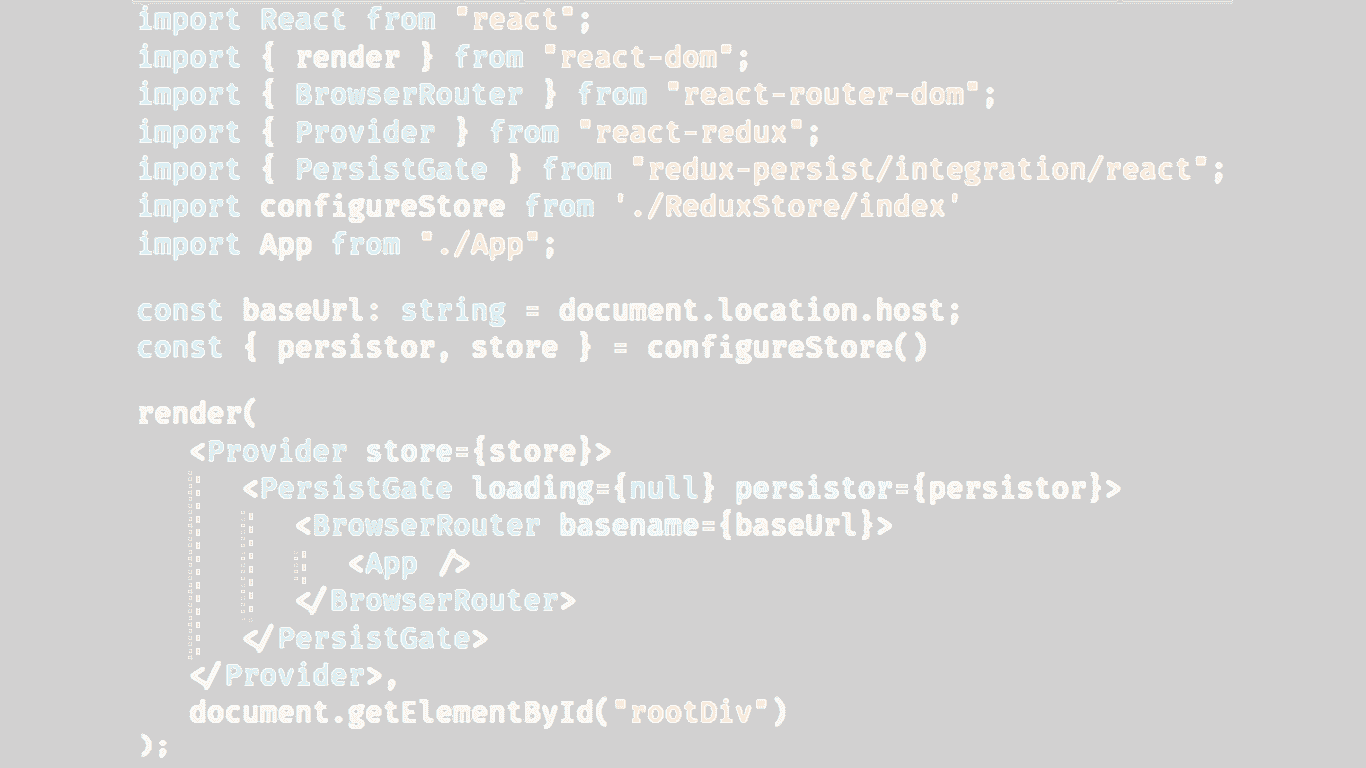 import React from "react";
import { render } from "react-dom";
import { BrowserRouter } from "react-router-dom";
import { Provider } from "react-redux";
import { PersistGate } from "redux-persist/integration/react";
import configureStore from './ReduxStore/index'
import App from "./App";
const baseUrl: string = document.location.host;
const { persistor, store } = configureStore()
render(
<Provider store={store}>
<PersistGate loading={null} persistor={persistor}>
<BrowserRouter basename={baseUrl}>
<App />
</BrowserRouter>
</PersistGate>
</Provider>,
document.getElementById("rootDiv")
);